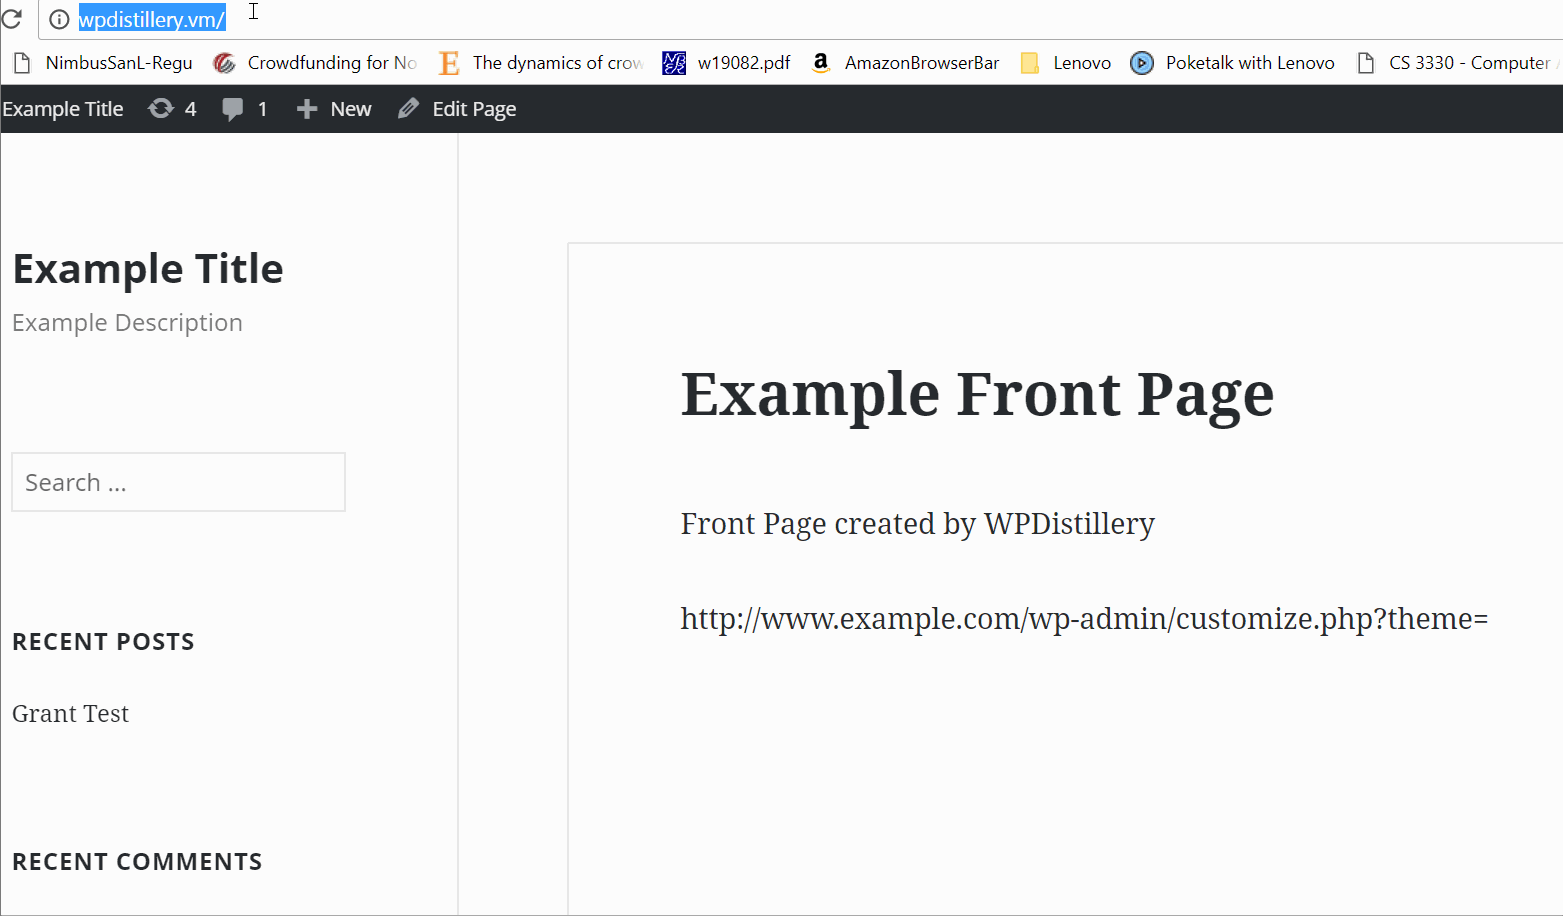 wpdistillery.vm/
NimbusSanL-Regu Crowdfunding for No The dynamics of crow w19082.pdf AmazonBrowserBar Lenovo Poketalk with Lenovo CS 3330 - Computer
Example Title 4 1 New Edit Page
Example Title
Example Description
Search ...
RECENT POSTS
Grant Test
RECENT COMMENTS
Example Front Page
Front Page created by WPDistillery
http://www.example.com/wp-admin/customize.php?theme=